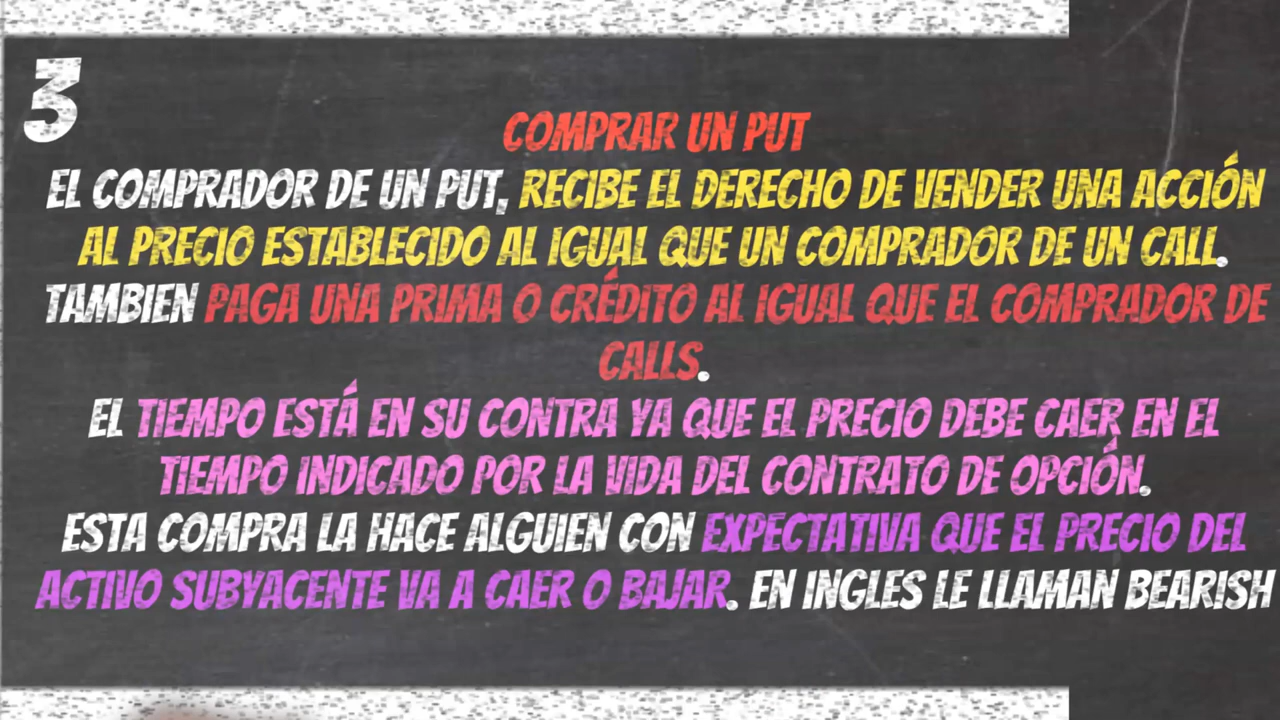 3
COMPRAR UN PUT
EL COMPRADOR DE UN PUT, RECIBE EL DERECHO DE VENDER UNA ACCIÓN
AL PRECIO ESTABLECIDO AL IGUAL QUE UN COMPRADOR DE UN CALL.
TAMBIEN PAGA UNA PRIMA O CRÉDITO AL IGUAL QUE EL COMPRADOR DE
CALLS.
EL TIEMPO ESTÁ EN SU CONTRA YA QUE EL PRECIO DEBE CAER EN EL
TIEMPO INDICADO POR LA VIDA DEL CONTRATO DE OPCIÓN.
ESTA COMPRA LA HACE ALGUIEN CON EXPECTATIVA QUE EL PRECIO DEL
ACTIVO SUBYACENTE VA A CAER O BAJAR. EN INGLES LE LLAMAN BEARISH